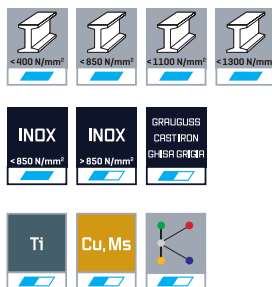 <400 N/mm² <850 N/mm² <1100 N/mm² <1300 N/mm²
INOX INOX GRAUGUSS
CAST IRON
GHISA GRIGIA
<850 N/mm² >850 N/mm²
Ti Cu, Ms